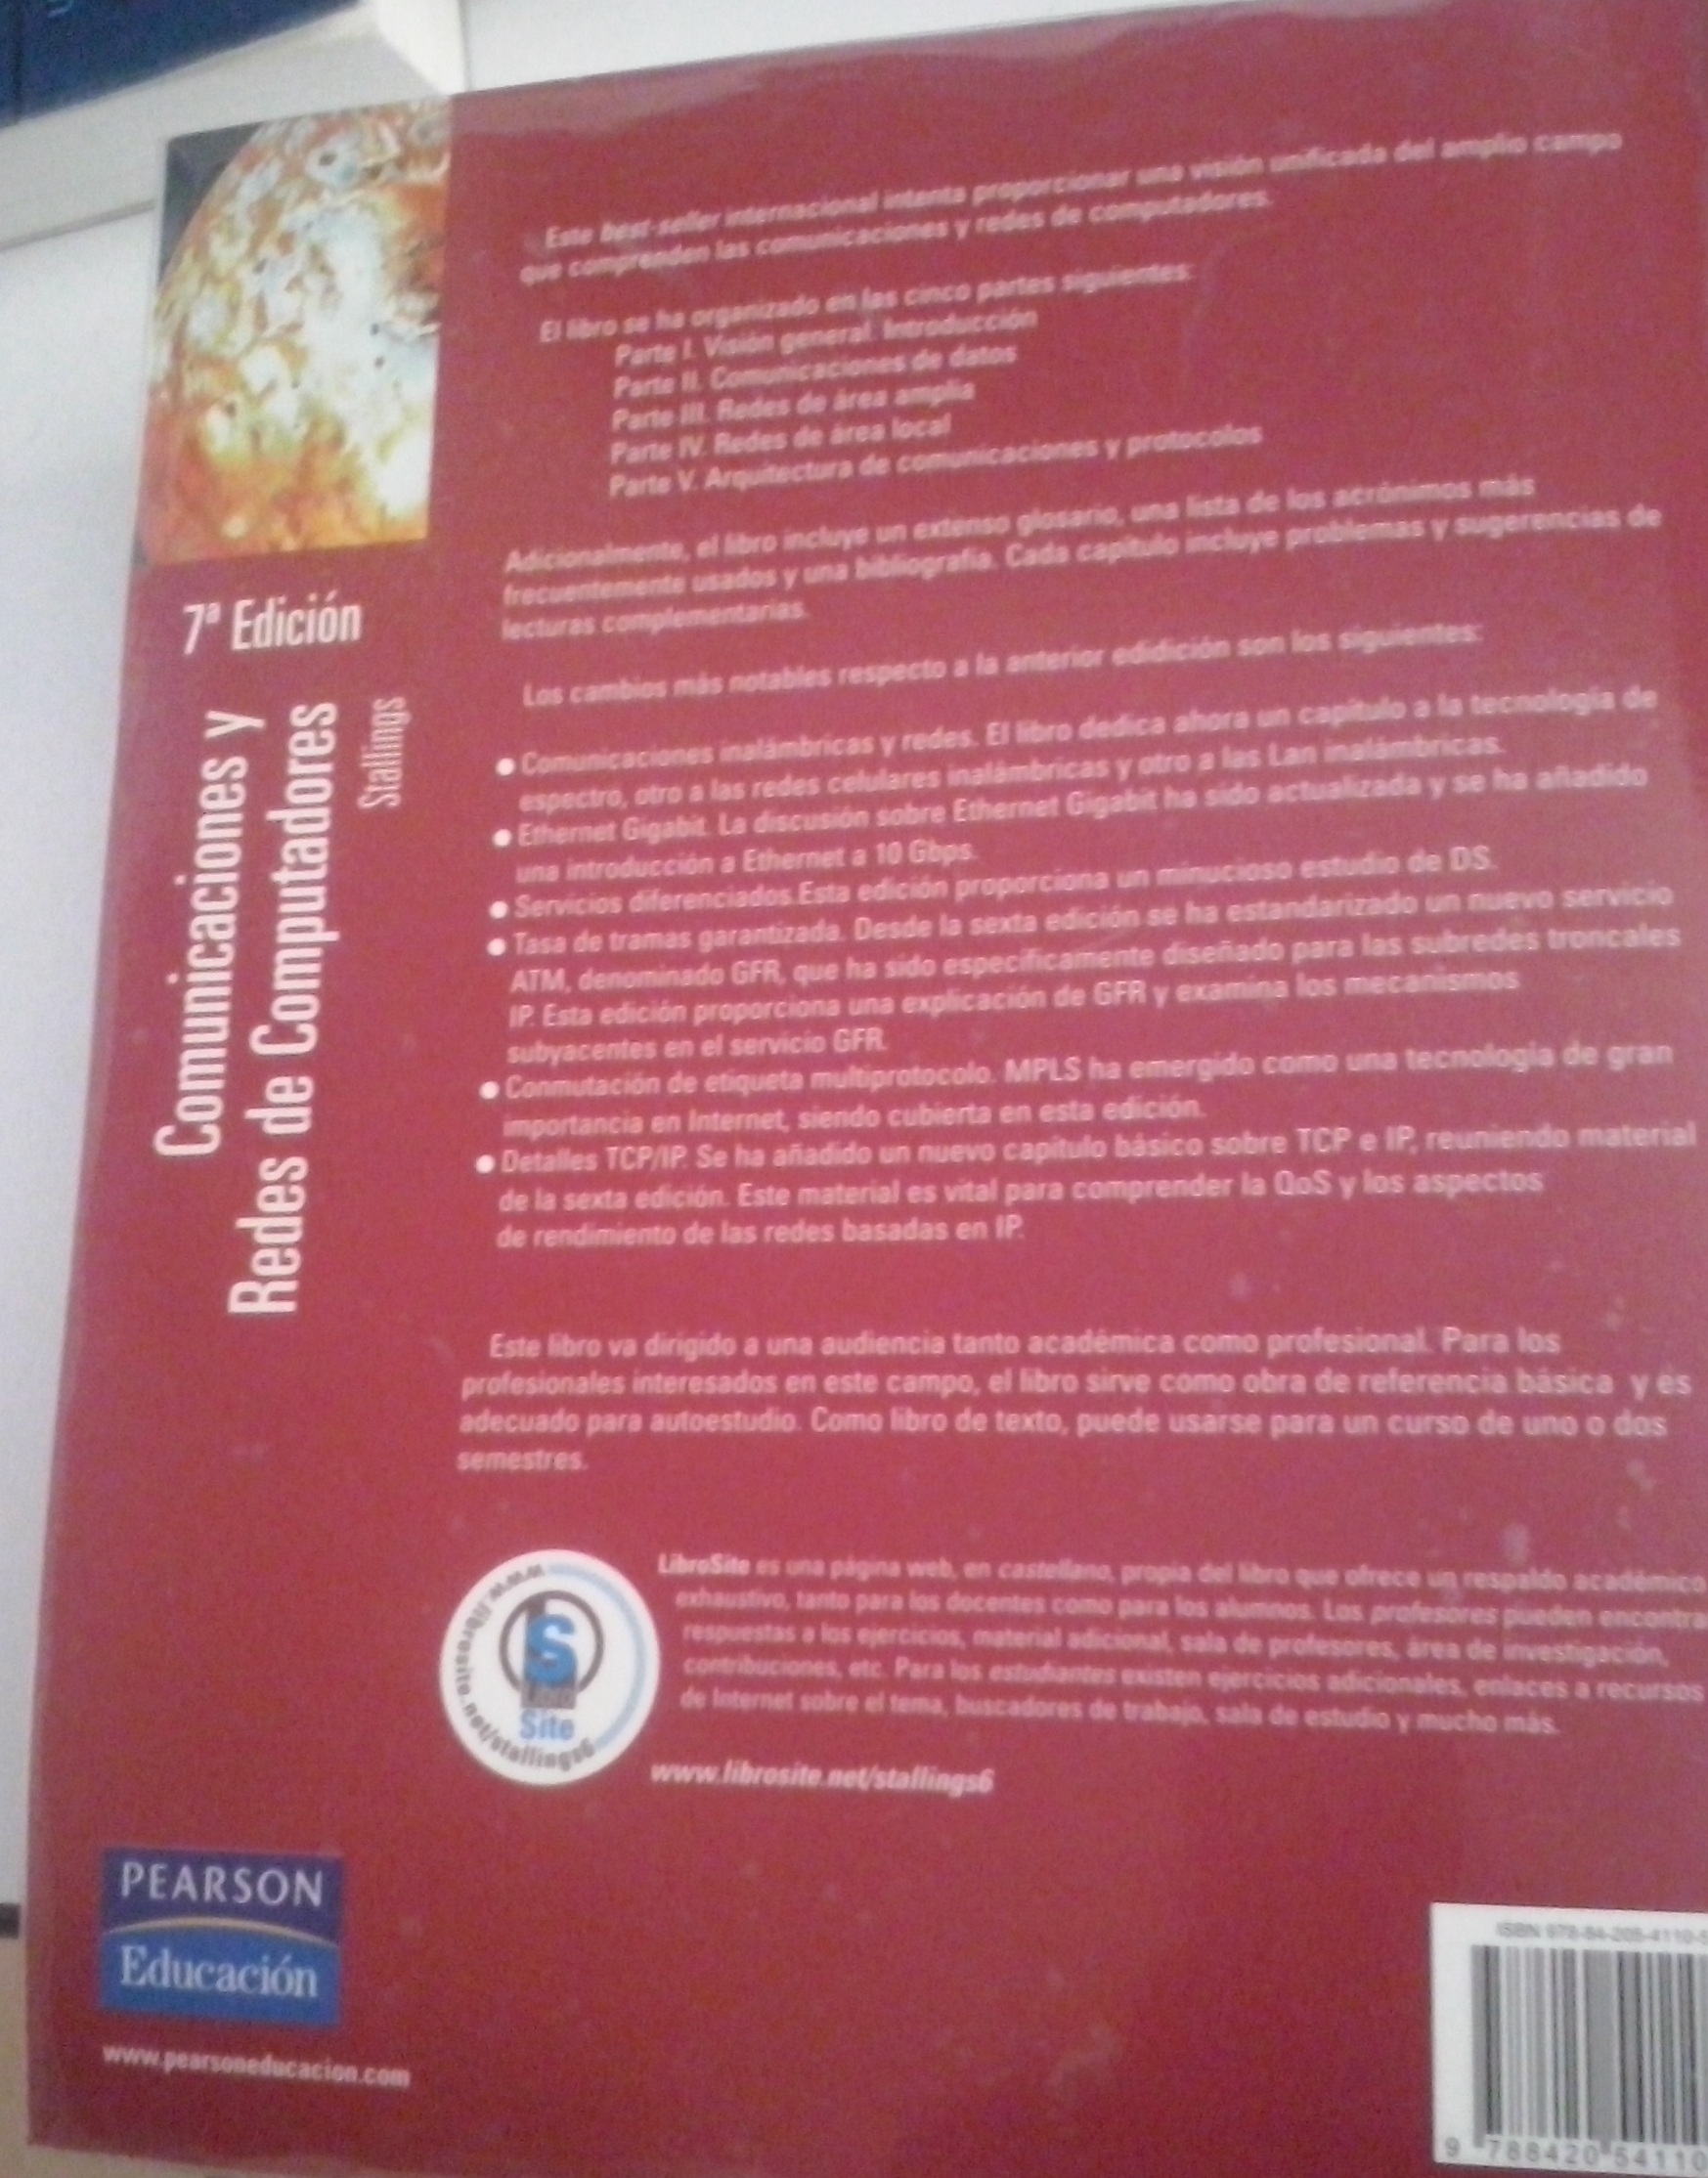 7ª Edición
Comunicaciones y
Redes de Computadores
Stallings
Este best-seller internacional intenta proporcionar una visión unificada del amplio campo
que comprenden las comunicaciones y redes de computadores.
El libro se ha organizado en las cinco partes siguientes:
Parte I. Visión general. Introducción
Parte II. Comunicaciones de datos
Parte III. Redes de área amplia
Parte IV. Redes de área local
Parte V. Arquitectura de comunicaciones y protocolos
Adicionalmente, el libro incluye un extenso glosario, una lista de los acrónimos más
frecuentemente usados y una bibliografía. Cada capítulo incluye problemas y sugerencias de
lecturas complementarias.
Los cambios más notables respecto a la anterior edidición son los siguientes:
● Comunicaciones inalámbricas y redes. El libro dedica ahora un capítulo a la tecnología de
espectro, otro a las redes celulares inalámbricas y otro a las Lan inalámbricas.
● Ethernet Gigabit. La discusión sobre Ethernet Gigabit ha sido actualizada y se ha añadido
una introducción a Ethernet a 10 Gbps.
● Servicios diferenciados.Esta edición proporciona un minucioso estudio de DS.
● Tasa de tramas garantizada. Desde la sexta edición se ha estandarizado un nuevo servicio
ATM, denominado GFR, que ha sido específicamente diseñado para las subredes troncales
IP. Esta edición proporciona una explicación de GFR y examina los mecanismos
subyacentes en el servicio GFR.
● Conmutación de etiqueta multiprotocolo. MPLS ha emergido como una tecnología de gran
importancia en Internet, siendo cubierta en esta edición.
● Detalles TCP/IP. Se ha añadido un nuevo capítulo básico sobre TCP e IP, reuniendo material
de la sexta edición. Este material es vital para comprender la QoS y los aspectos
de rendimiento de las redes basadas en IP.
Este libro va dirigido a una audiencia tanto académica como profesional. Para los
profesionales interesados en este campo, el libro sirve como obra de referencia básica y es
adecuado para autoestudio. Como libro de texto, puede usarse para un curso de uno o dos
semestres.
www.librosite.net/stallings6
S
Libro
Site
LibroSite es una página web, en castellano, propia del libro que ofrece un respaldo académico
exhaustivo, tanto para los docentes como para los alumnos. Los profesores pueden encontra
respuestas a los ejercicios, material adicional, sala de profesores, área de investigación,
contribuciones, etc. Para los estudiantes existen ejercicios adicionales, enlaces a recursos
de Internet sobre el tema, buscadores de trabajo, sala de estudio y mucho más.
www.librosite.net/stallings6
PEARSON
Educación
www.pearsoneducacion.com
ISBN 978-84-205-4110-5
9 788420 54110